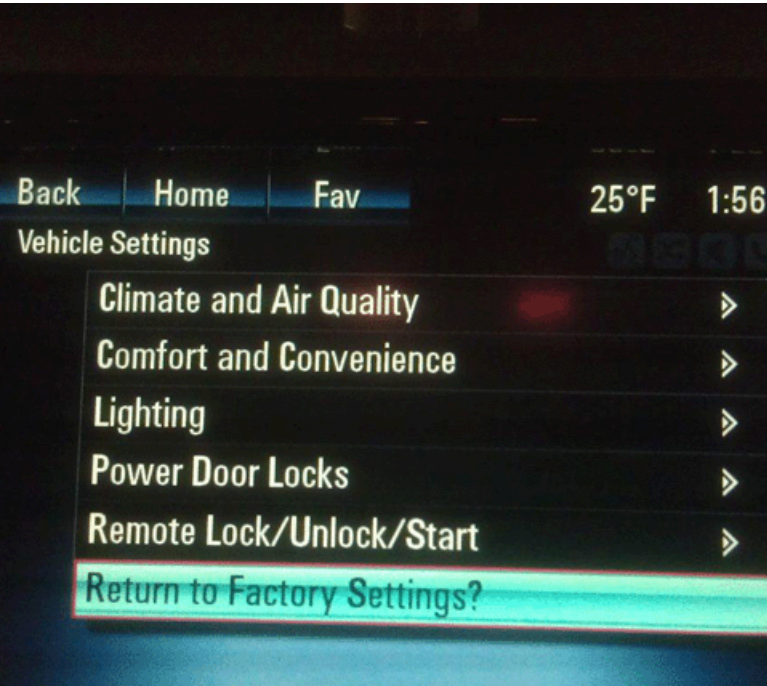 Back Home Fav 25°F 1:56
Vehicle Settings
Climate and Air Quality
Comfort and Convenience
Lighting
Power Door Locks
Remote Lock/Unlock/Start
Return to Factory Settings?